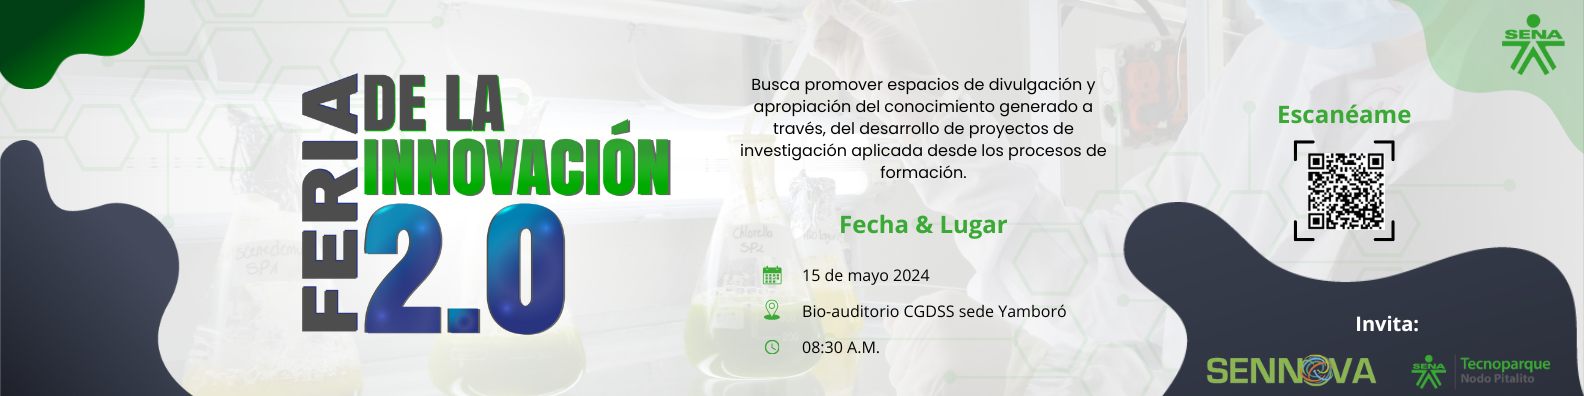 FERIA
DE LA
INNOVACIÓN
2.0
Busca promover espacios de divulgación y
apropiación del conocimiento generado a
través, del desarrollo de proyectos de
investigación aplicada desde los procesos de
formación.
Fecha & Lugar
15 de mayo 2024
Bio-auditorio CGDSS sede Yamboró
08:30 A.M.
SENA
Escanéame
Invita:
SENNOVA
SENA
Tecnoparque
Nodo Pitalito
Chlorella
SP1